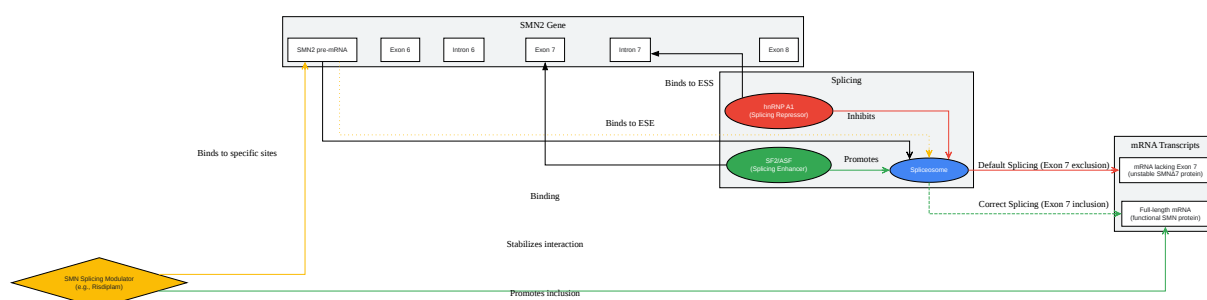 SMN2 Gene
SMN2 pre-mRNA
Exon 6
Intron 6
Exon 7
Intron 7
Exon 8
Splicing
Binds to ESS
hnRNP A1
(Splicing Repressor)
Inhibits
Binds to ESE
Binds to specific sites
SF2/ASF
(Splicing Enhancer)
Promotes
Spliceosome
Default Splicing (Exon 7 exclusion)
mRNA Transcripts
mRNA lacking Exon 7
(unstable SMNΔ7 protein)
Binding
Correct Splicing (Exon 7 inclusion)
Full-length mRNA
(functional SMN protein)
Stabilizes interaction
SMN Splicing Modulator
(e.g., Risdiplam)
Promotes inclusion